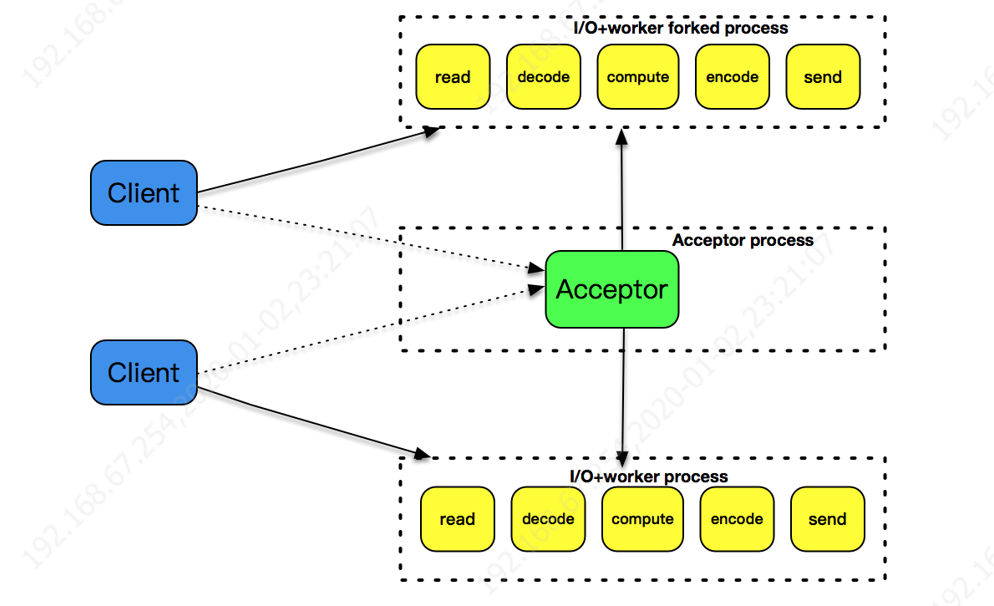 I/O+worker forked process
read
decode
compute
encode
send
Client
Acceptor process
Acceptor
Client
I/O+worker process
read
decode
compute
encode
send
192.168.67.254,2020-01-02,23:21:07